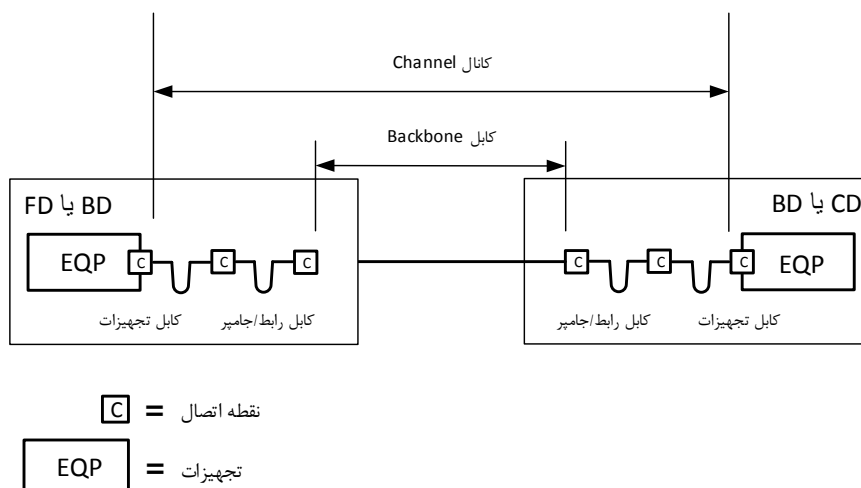 کانال Channel
کابل Backbone
FD یا BD
BD یا CD
EQP
C
C
C
C
C
C
EQP
کابل تجهیزات
کابل رابط/جامپر
کابل رابط/جامپر
کابل تجهیزات
C = نقطه اتصال
EQP = تجهیزات